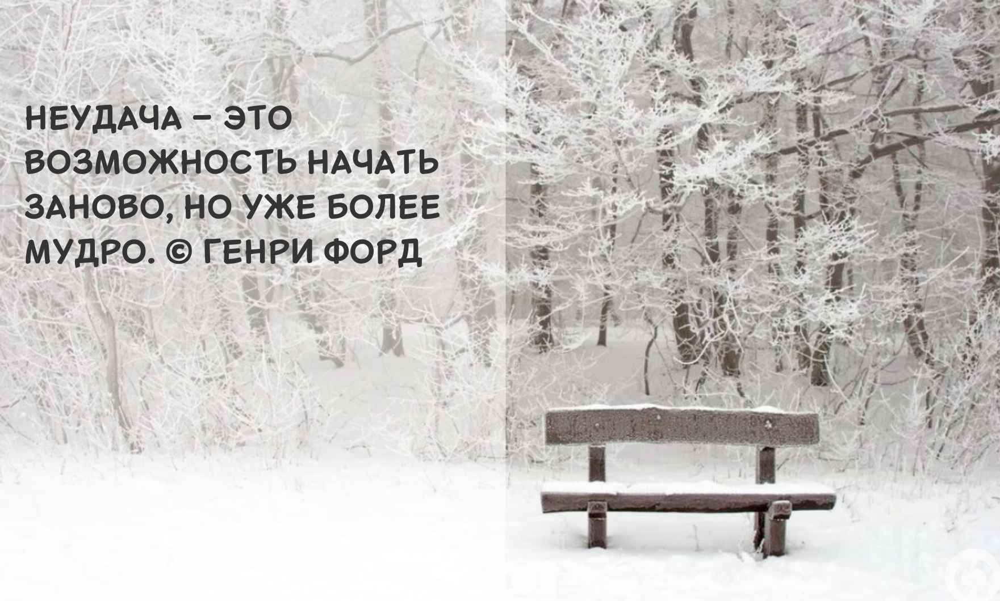 НЕУДАЧА – ЭТО
ВОЗМОЖНОСТЬ НАЧАТЬ
ЗАНОВО, НО УЖЕ БОЛЕЕ
МУДРО. © ГЕНРИ ФОРД